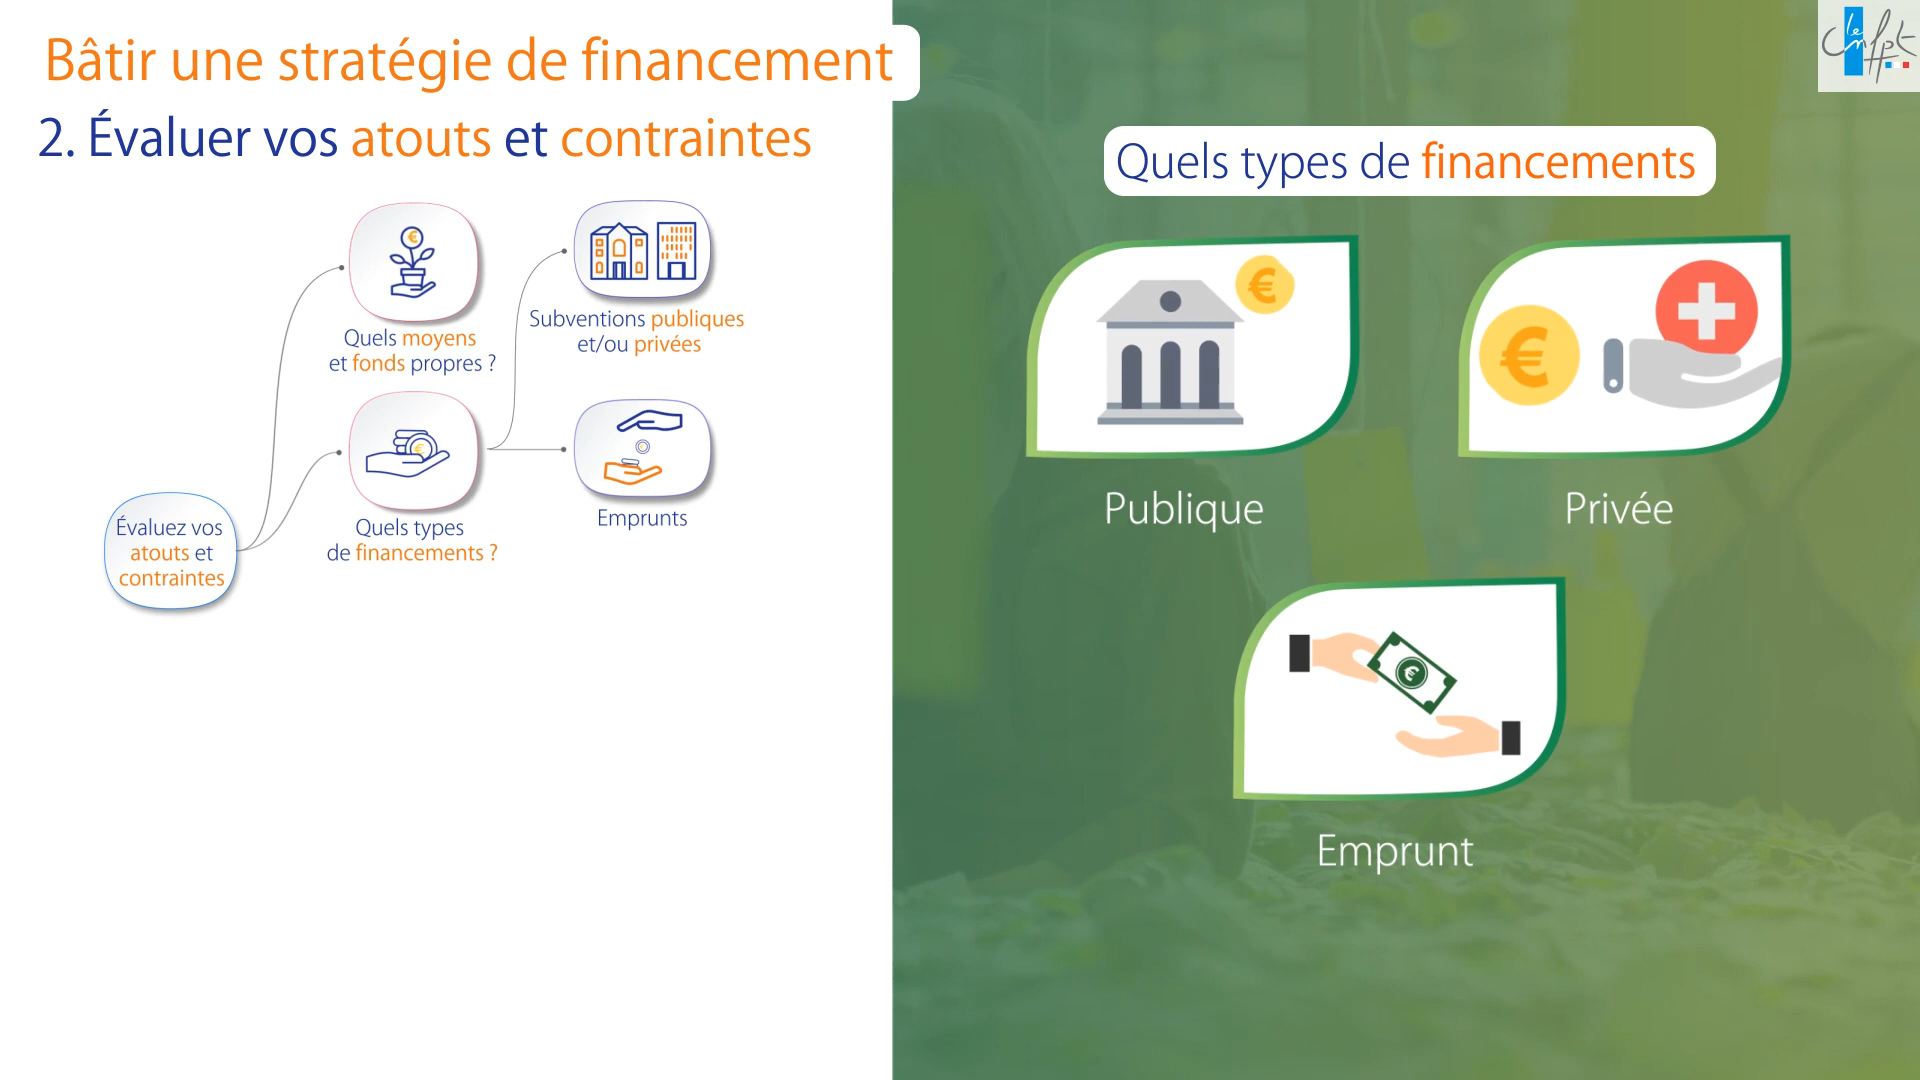 Bâtir une stratégie de financement
2. Évaluer vos atouts et contraintes
Quels moyens
et fonds propres ?
Subventions publiques
et/ou privées
Évaluez vos
atouts et
contraintes
Quels types
de financements ?
Emprunts
le cnfpt
Quels types de financements
€
€
Publique
Privée
€
Emprunt